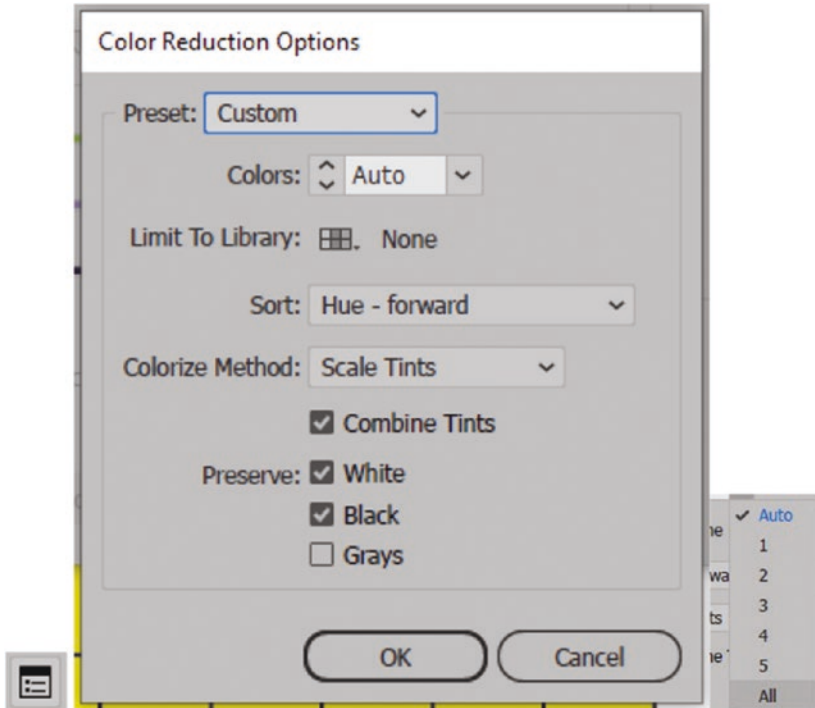 Color Reduction Options
Preset: Custom
Colors: Auto
Limit To Library: None
Sort: Hue - forward
Colorize Method: Scale Tints
Combine Tints
Preserve: White
Black
Grays
OK Cancel
Auto
1
2
3
4
5
All